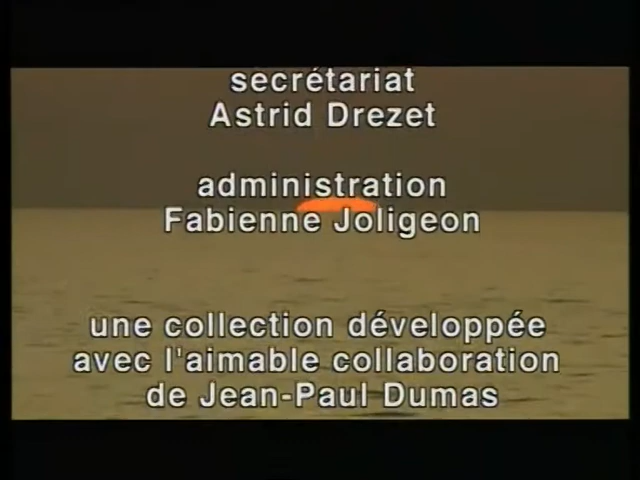 secrétariat
Astrid Drezet
administration
Fabienne Joligeon
une collection développée
avec l'aimable collaboration
de Jean-Paul Dumas